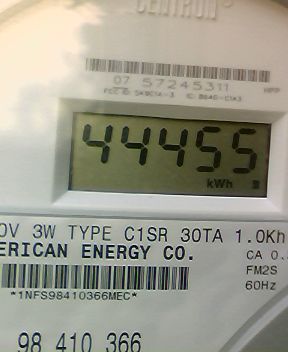 CENTRON
07 57245311
44455
kWh
0V 3W TYPE C1SR 30TA 1.0Kh
ERICAN ENERGY CO.
CA 0.
FM2S
*1NFS98410366MEC*
60Hz
98 410 366